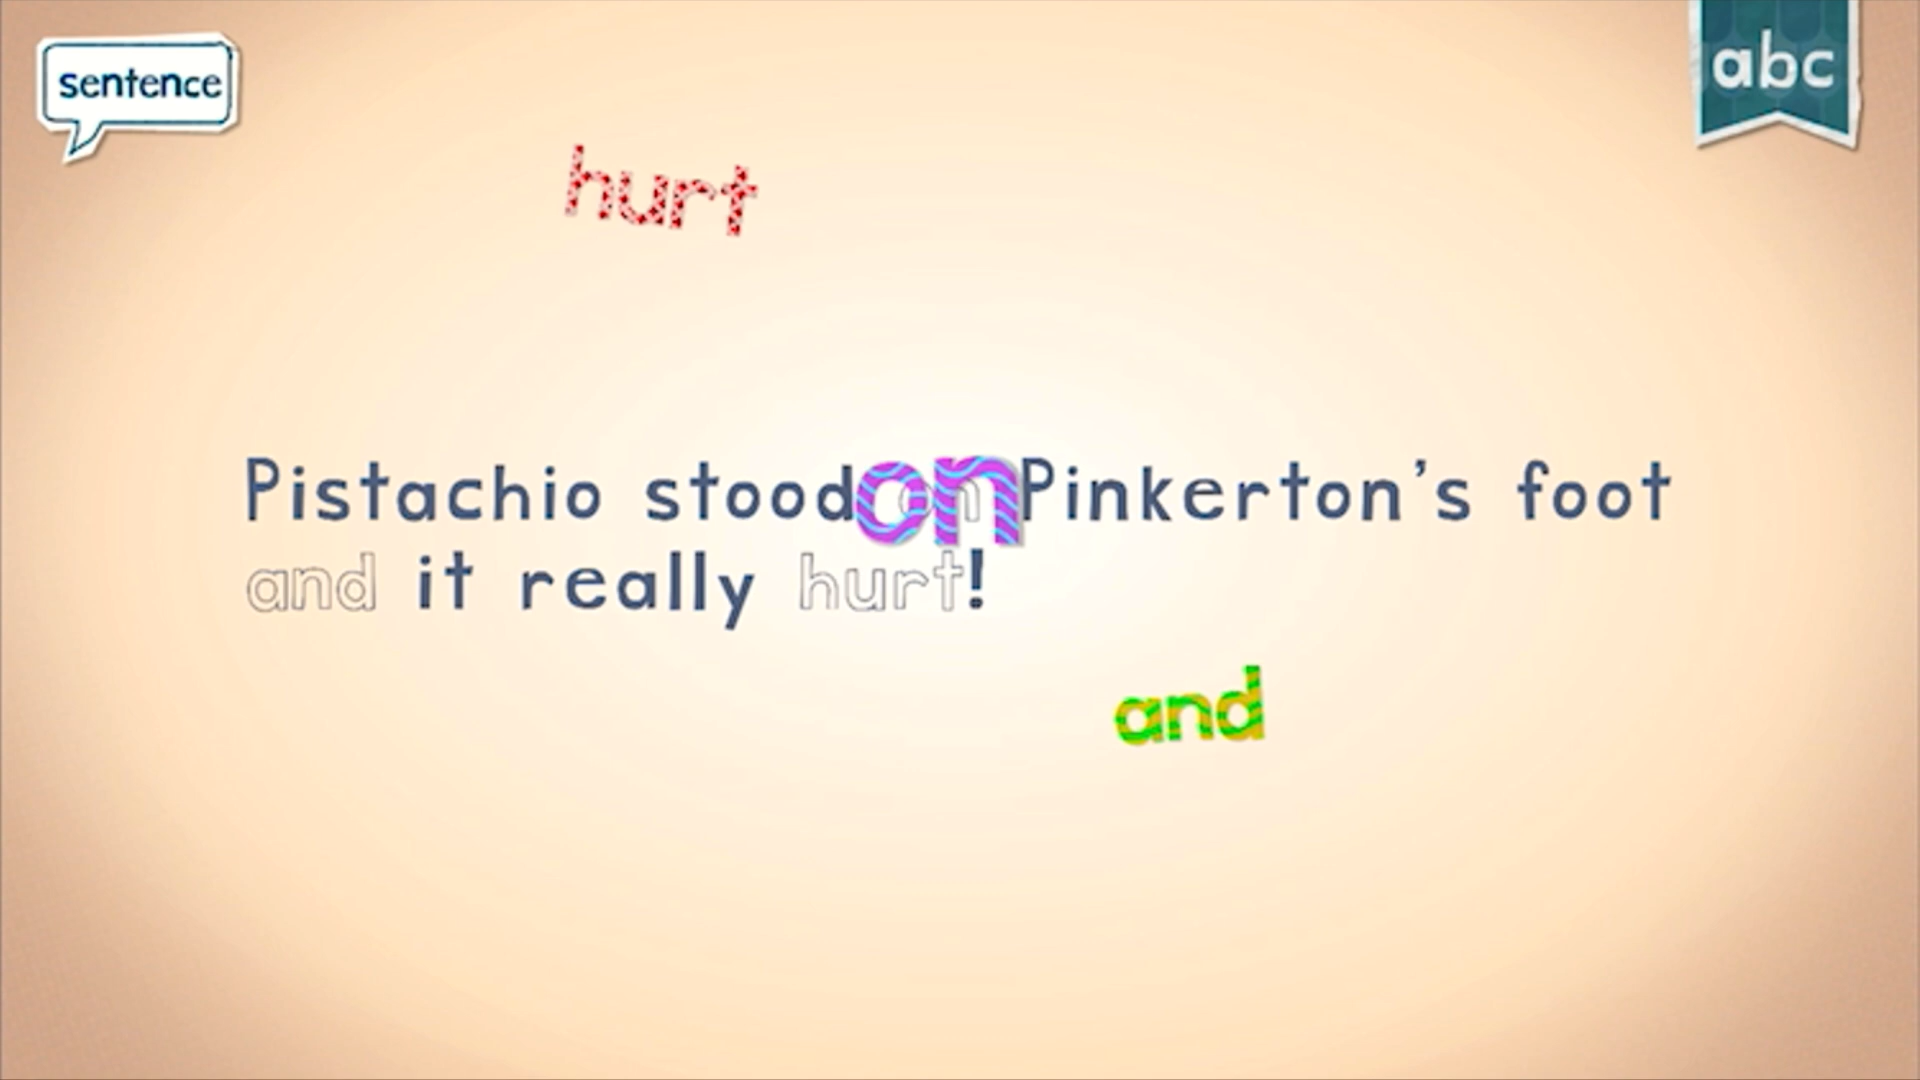 sentence
abc
hurt
Pistachio stood on Pinkerton's foot
and it really hurt!
and